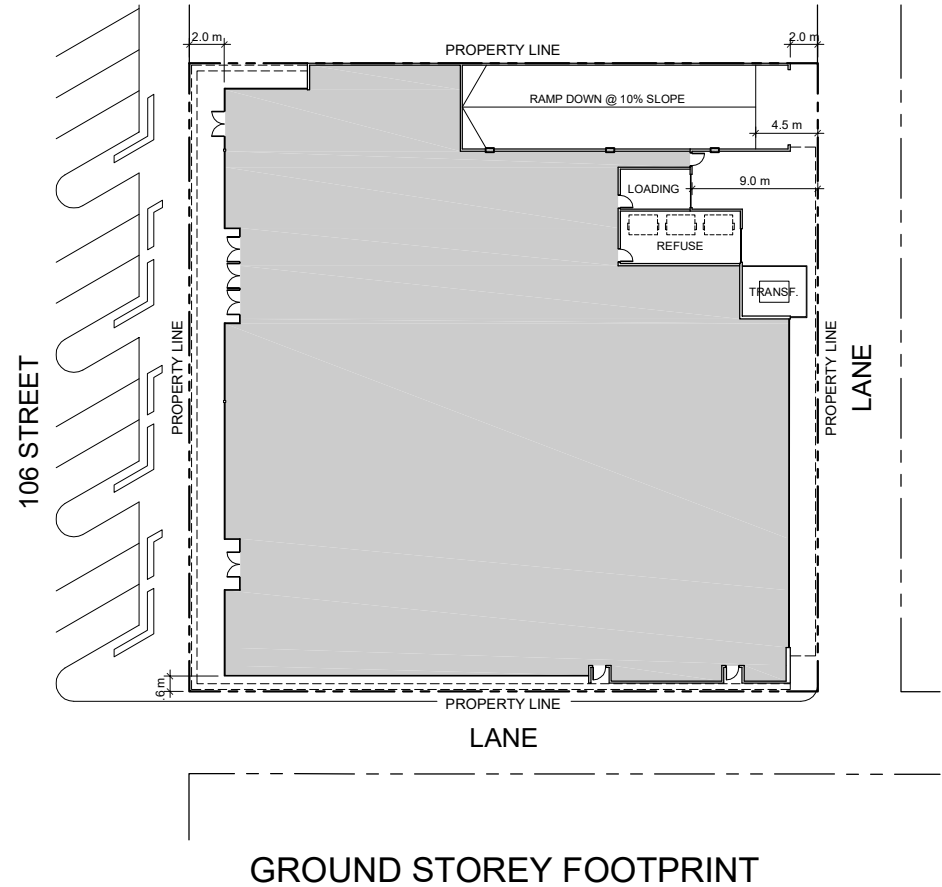 2.0 m
2.0 m
PROPERTY LINE
RAMP DOWN @ 10% SLOPE
4.5 m
LOADING
9.0 m
REFUSE
TRANSF.
106 STREET
PROPERTY LINE
PROPERTY LINE
LANE
.6 m
PROPERTY LINE
LANE
GROUND STOREY FOOTPRINT